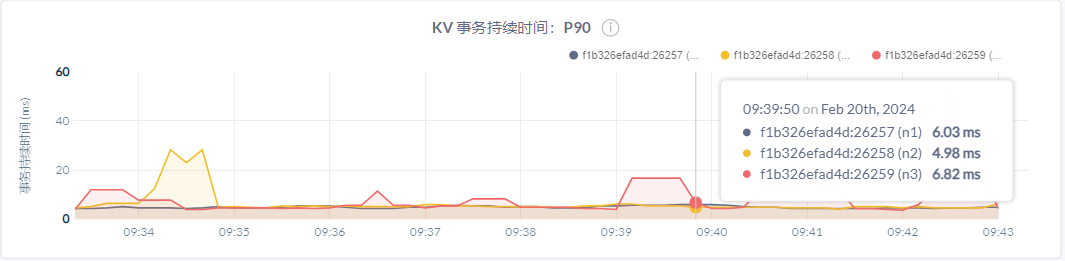 KV 事务持续时间：P90
f1b326efad4d:26257 (... f1b326efad4d:26258 (... f1b326efad4d:26259 (...
事务持续时间 (ms)
60
40
20
0
09:39:50 on Feb 20th, 2024
f1b326efad4d:26257 (n1) 6.03 ms
f1b326efad4d:26258 (n2) 4.98 ms
f1b326efad4d:26259 (n3) 6.82 ms
09:34 09:35 09:36 09:37 09:38 09:39 09:40 09:41 09:42 09:43